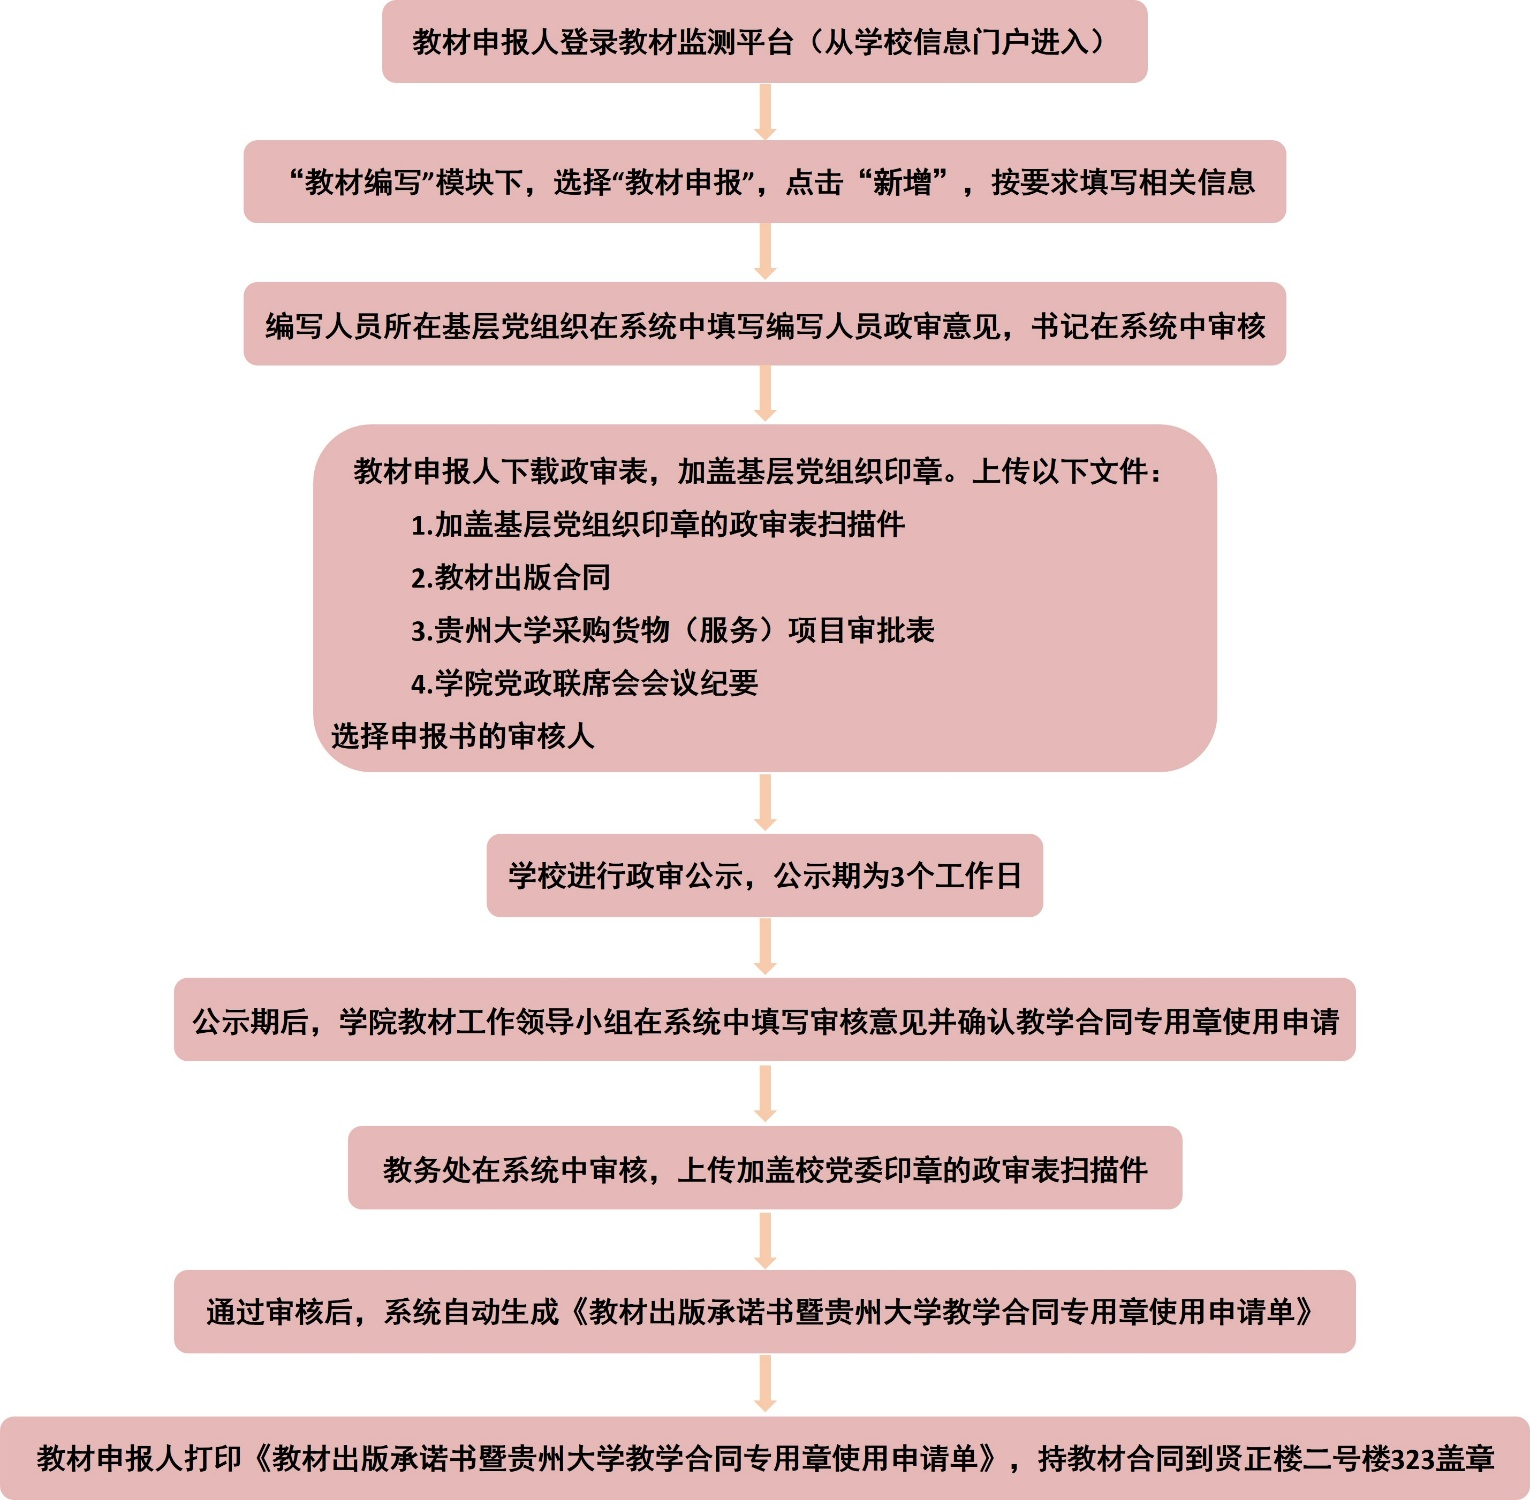 教材申报人登录教材监测平台（从学校信息门户进入）
“教材编写”模块下，选择“教材申报”，点击“新增”，按要求填写相关信息
编写人员所在基层党组织在系统中填写编写人员政审意见，书记在系统中审核
教材申报人下载政审表，加盖基层党组织印章。上传以下文件：
1.加盖基层党组织印章的政审表扫描件
2.教材出版合同
3.贵州大学采购货物（服务）项目审批表
4.学院党政联席会会议纪要
选择申报书的审核人
学校进行政审公示，公示期为3个工作日
公示期后，学院教材工作领导小组在系统中填写审核意见并确认教学合同专用章使用申请
教务处在系统中审核，上传加盖校党委印章的政审表扫描件
通过审核后，系统自动生成《教材出版承诺书暨贵州大学教学合同专用章使用申请单》
教材申报人打印《教材出版承诺书暨贵州大学教学合同专用章使用申请单》，持教材合同到贤正楼二号楼323盖章